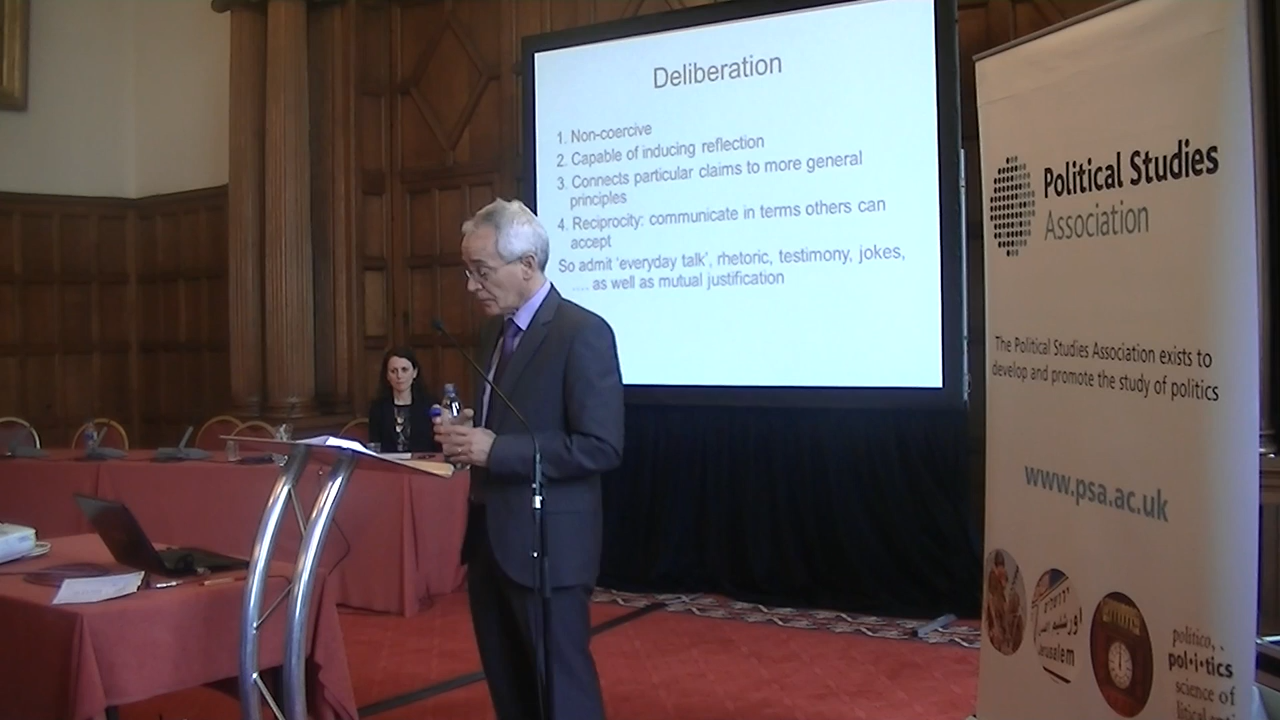 Deliberation
1. Non-coercive
2. Capable of inducing reflection
3. Connects particular claims to more general
principles
4. Reciprocity: communicate in terms others can
accept
So admit 'everyday talk', rhetoric, testimony, jokes,
.... as well as mutual justification
Political Studies
Association
The Political Studies Association exists to
develop and promote the study of politics
www.psa.ac.uk
Jerusalem
politico,
pol•i•tics
science of